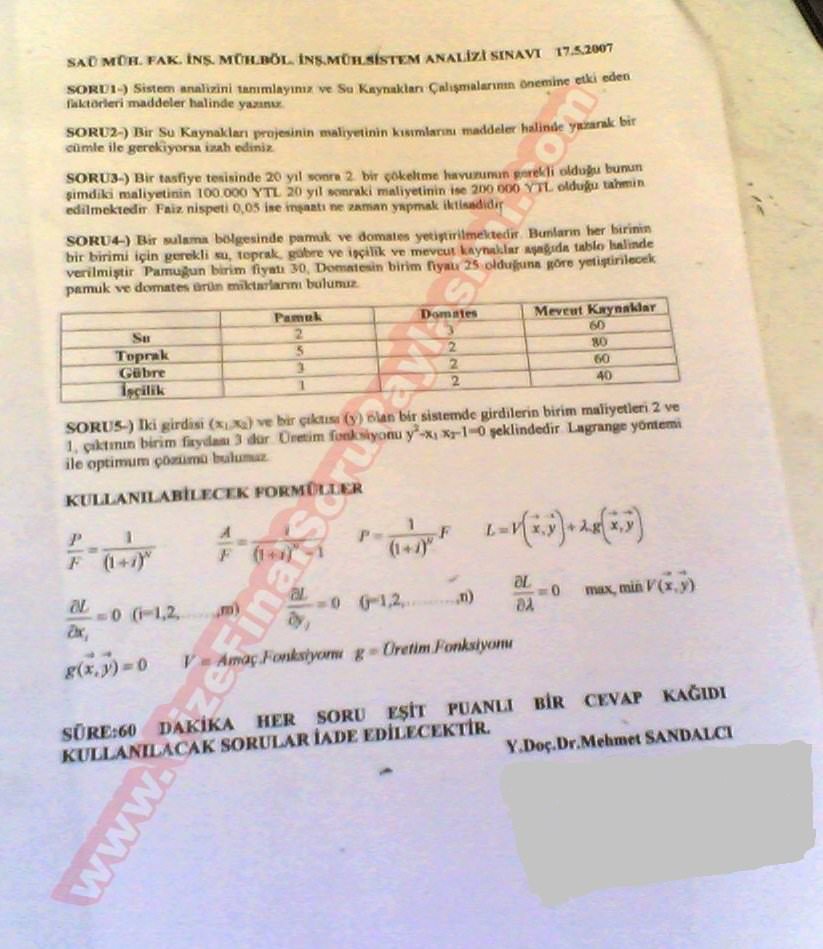 SAÜ MÜH. FAK. İNŞ. MÜH.BÖL. İNŞ.MÜH.SİSTEM ANALİZİ SINAVI 17.5.2007
SORU1-) Sistem analizini tanımlayınız ve Su Kaynakları Çalışmalarının önemine etki eden
faktörleri maddeler halinde yazınız.
SORU2-) Bir Su Kaynakları projesinin maliyetinin kısımlarını maddeler halinde yazarak bir
cümle ile gerekiyorsa izah ediniz.
SORU3-) Bir tasfiye tesisinde 20 yıl sonra 2. bir çökeltme havuzunun gerekli olduğu bunun
şimdiki maliyetinin 100.000 YTL 20 yıl sonraki maliyetinin ise 200 000 YTL olduğu tahmin
edilmektedir. Faiz nispeti 0,05 ise inşaatı ne zaman yapmak iktisadidir.
SORU4-) Bir sulama bölgesinde pamuk ve domates yetiştirilmektedir. Bunların her birinin
bir birimi için gerekli su, toprak, gübre ve işçilik ve mevcut kaynaklar aşağıda tablo halinde
verilmiştir. Pamuğun birim fiyatı 30, Domatesin birim fiyatı 25 olduğuna göre yetiştirilecek
pamuk ve domates ürün miktarlarını bulunuz.
Pamuk Domates Mevcut Kaynaklar
Su 2 3 60
Toprak 5 2 80
Gübre 3 2 60
İşçilik 1 2 40
SORU5-) İki girdisi (x₁,x₂) ve bir çıktısı (y) olan bir sistemde girdilerin birim maliyetleri 2 ve
1, çıktının birim faydası 3 dür. Üretim fonksiyonu y²-x₁ x₂-1=0 şeklindedir. Lagrange yöntemi
ile optimum çözümü bulunuz.
KULLANILABİLECEK FORMÜLLER
P/F = 1/(1+i)^N A/F = i/((1+i)^N - 1) P = 1/(1+i)^N F L = V(x⃗,y⃗) + λ.g(x⃗,y⃗)
∂L/∂xᵢ = 0 (i=1,2,......,m) ∂L/∂yⱼ = 0 (j=1,2,.........,n) ∂L/∂λ = 0 max, min V(x⃗,y⃗)
g(x⃗,y⃗) = 0 V = Amaç.Fonksiyonu g = Üretim.Fonksiyonu
SÜRE:60 DAKİKA HER SORU EŞİT PUANLI BİR CEVAP KAĞIDI
KULLANILACAK SORULAR İADE EDİLECEKTİR.
Y.Doç.Dr.Mehmet SANDALCI
www.VizeFinalSoruPaylasimi.com